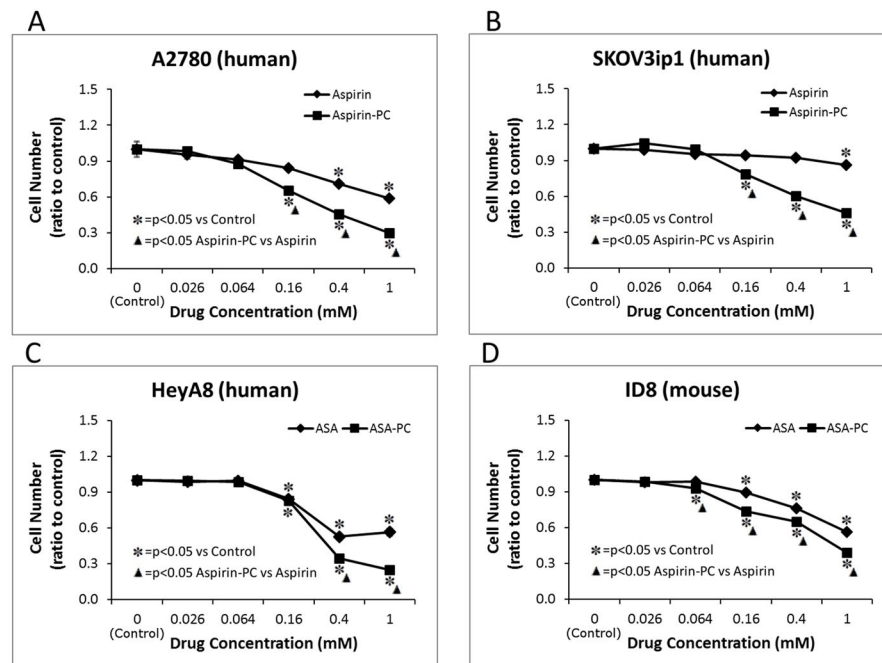 A
A2780 (human)
Aspirin
Aspirin-PC
Cell Number
(ratio to control)
1.5
1.2
0.9
0.6
0.3
0.0
*=p<0.05 vs Control
▲=p<0.05 Aspirin-PC vs Aspirin
0 0.026 0.064 0.16 0.4 1
(Control)
Drug Concentration (mM)
B
SKOV3ip1 (human)
Aspirin
Aspirin-PC
Cell Number
(ratio to control)
1.5
1.2
0.9
0.6
0.3
0.0
*=p<0.05 vs Control
▲=p<0.05 Aspirin-PC vs Aspirin
0 0.026 0.064 0.16 0.4 1
(Control)
Drug Concentration (mM)
C
HeyA8 (human)
ASA ASA-PC
Cell Number
(ratio to control)
1.5
1.2
0.9
0.6
0.3
0.0
*=p<0.05 vs Control
▲=p<0.05 Aspirin-PC vs Aspirin
0 0.026 0.064 0.16 0.4 1
(Control)
Drug Concentration (mM)
D
ID8 (mouse)
ASA ASA-PC
Cell Number
(ratio to control)
1.5
1.2
0.9
0.6
0.3
0.0
*=p<0.05 vs Control
▲=p<0.05 Aspirin-PC vs Aspirin
0 0.026 0.064 0.16 0.4 1
(Control)
Drug Concentration (mM)